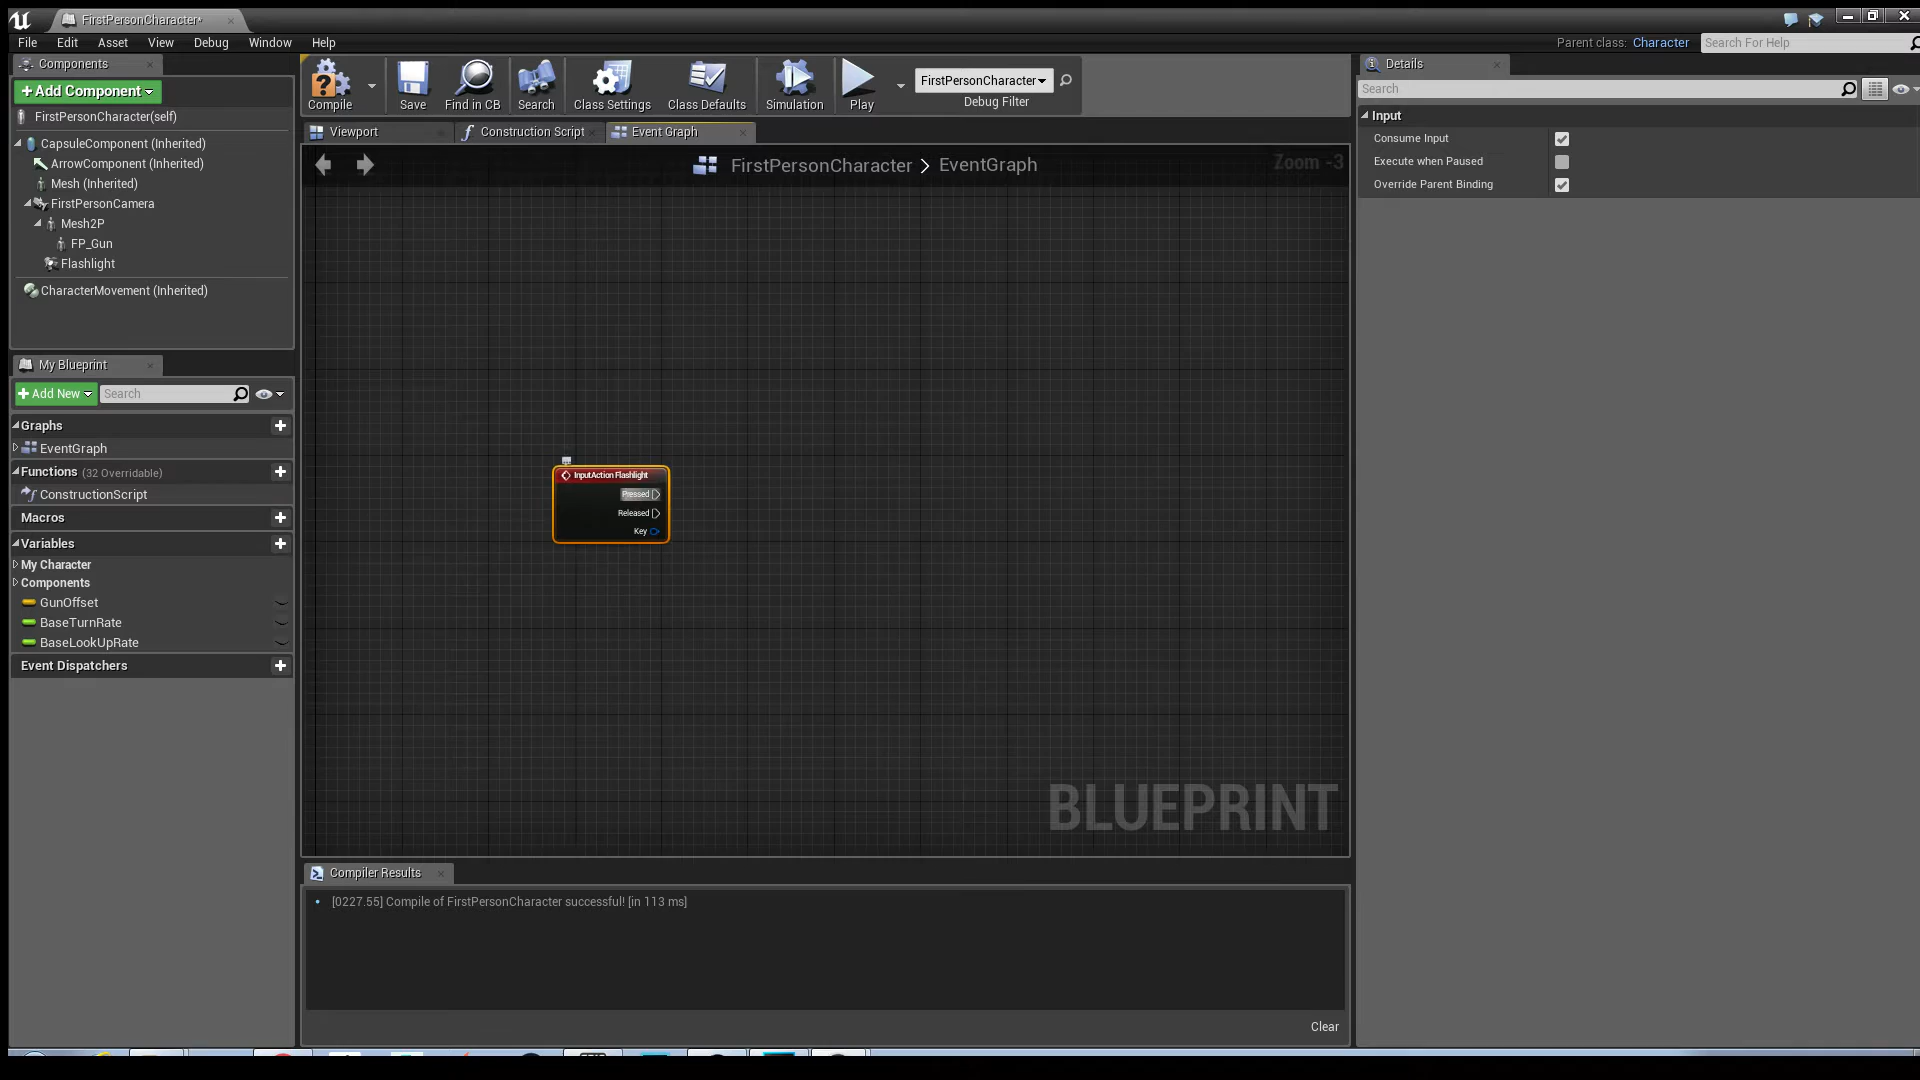 FirstPersonCharacter*
File Edit Asset View Debug Window Help
Parent class: Character
Search For Help
Components
+Add Component
FirstPersonCharacter(self)
CapsuleComponent (Inherited)
ArrowComponent (Inherited)
Mesh (Inherited)
FirstPersonCamera
Mesh2P
FP_Gun
Flashlight
CharacterMovement (Inherited)
My Blueprint
+Add New
Search
Graphs
EventGraph
Functions (32 Overridable)
ConstructionScript
Macros
Variables
My Character
Components
GunOffset
BaseTurnRate
BaseLookUpRate
Event Dispatchers
Compile
Save
Find in CB
Search
Class Settings
Class Defaults
Simulation
Play
FirstPersonCharacter
Debug Filter
Viewport
Construction Script
Event Graph
FirstPersonCharacter > EventGraph
Zoom -3
InputAction Flashlight
Pressed
Released
Key
BLUEPRINT
Compiler Results
[0227.55] Compile of FirstPersonCharacter successful! [in 113 ms]
Clear
Details
Search
Input
Consume Input
Execute when Paused
Override Parent Binding